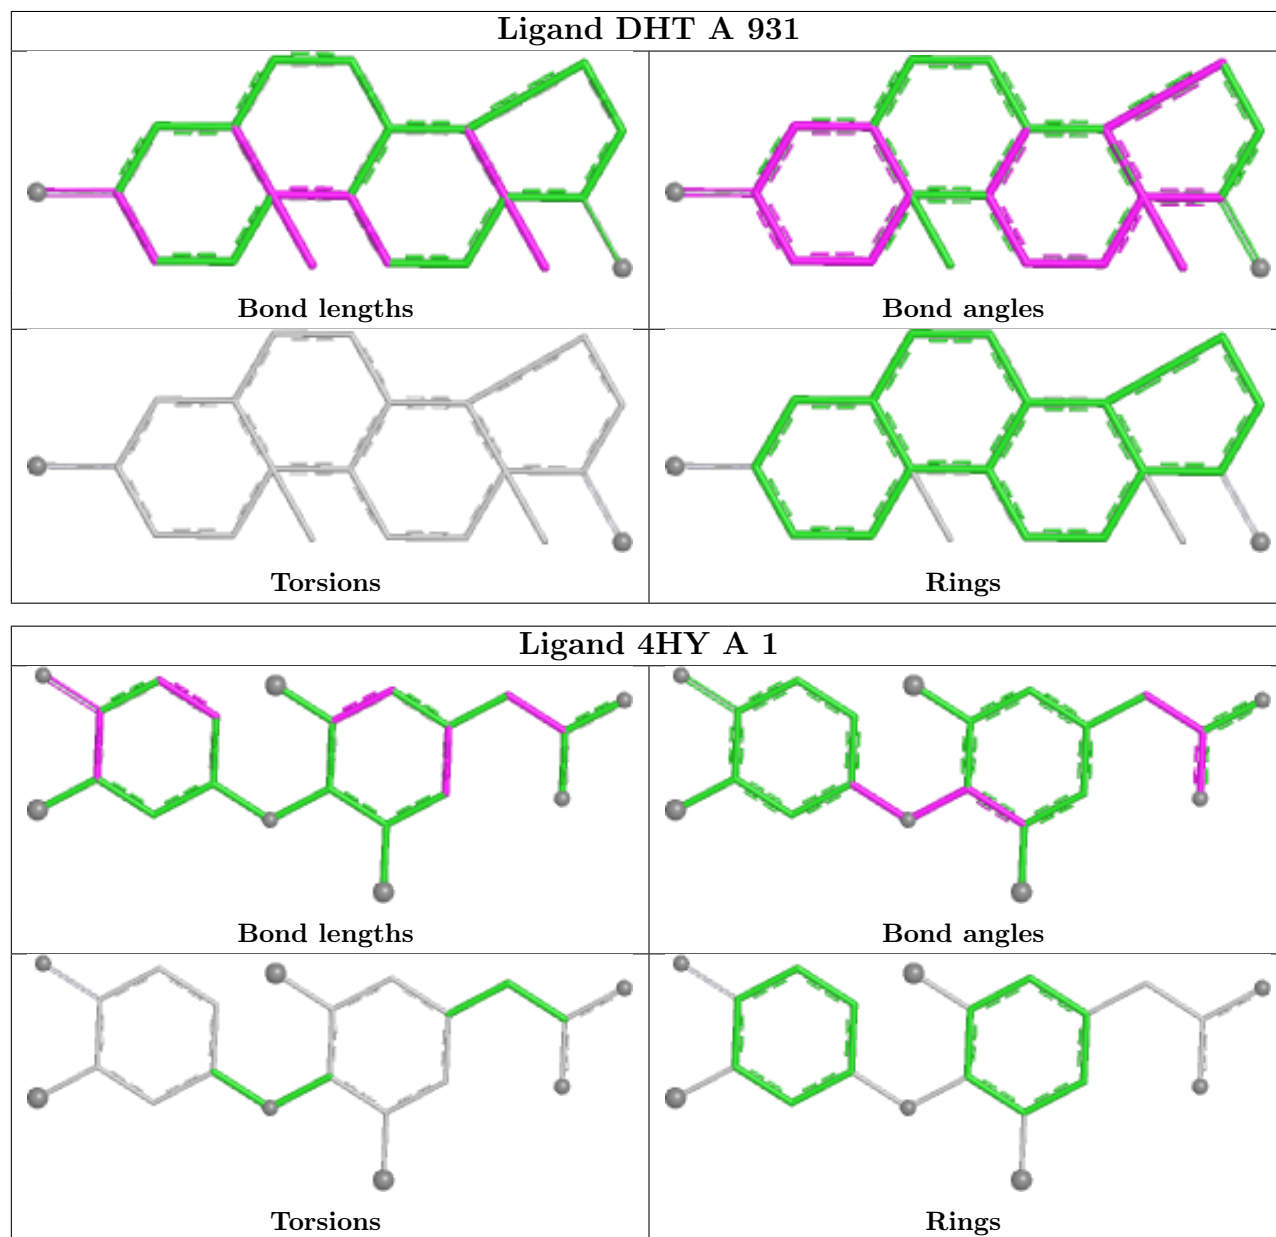 Ligand DHT A 931
Bond lengths
Bond angles
Torsions
Rings
Ligand 4HY A 1
Bond lengths
Bond angles
Torsions
Rings